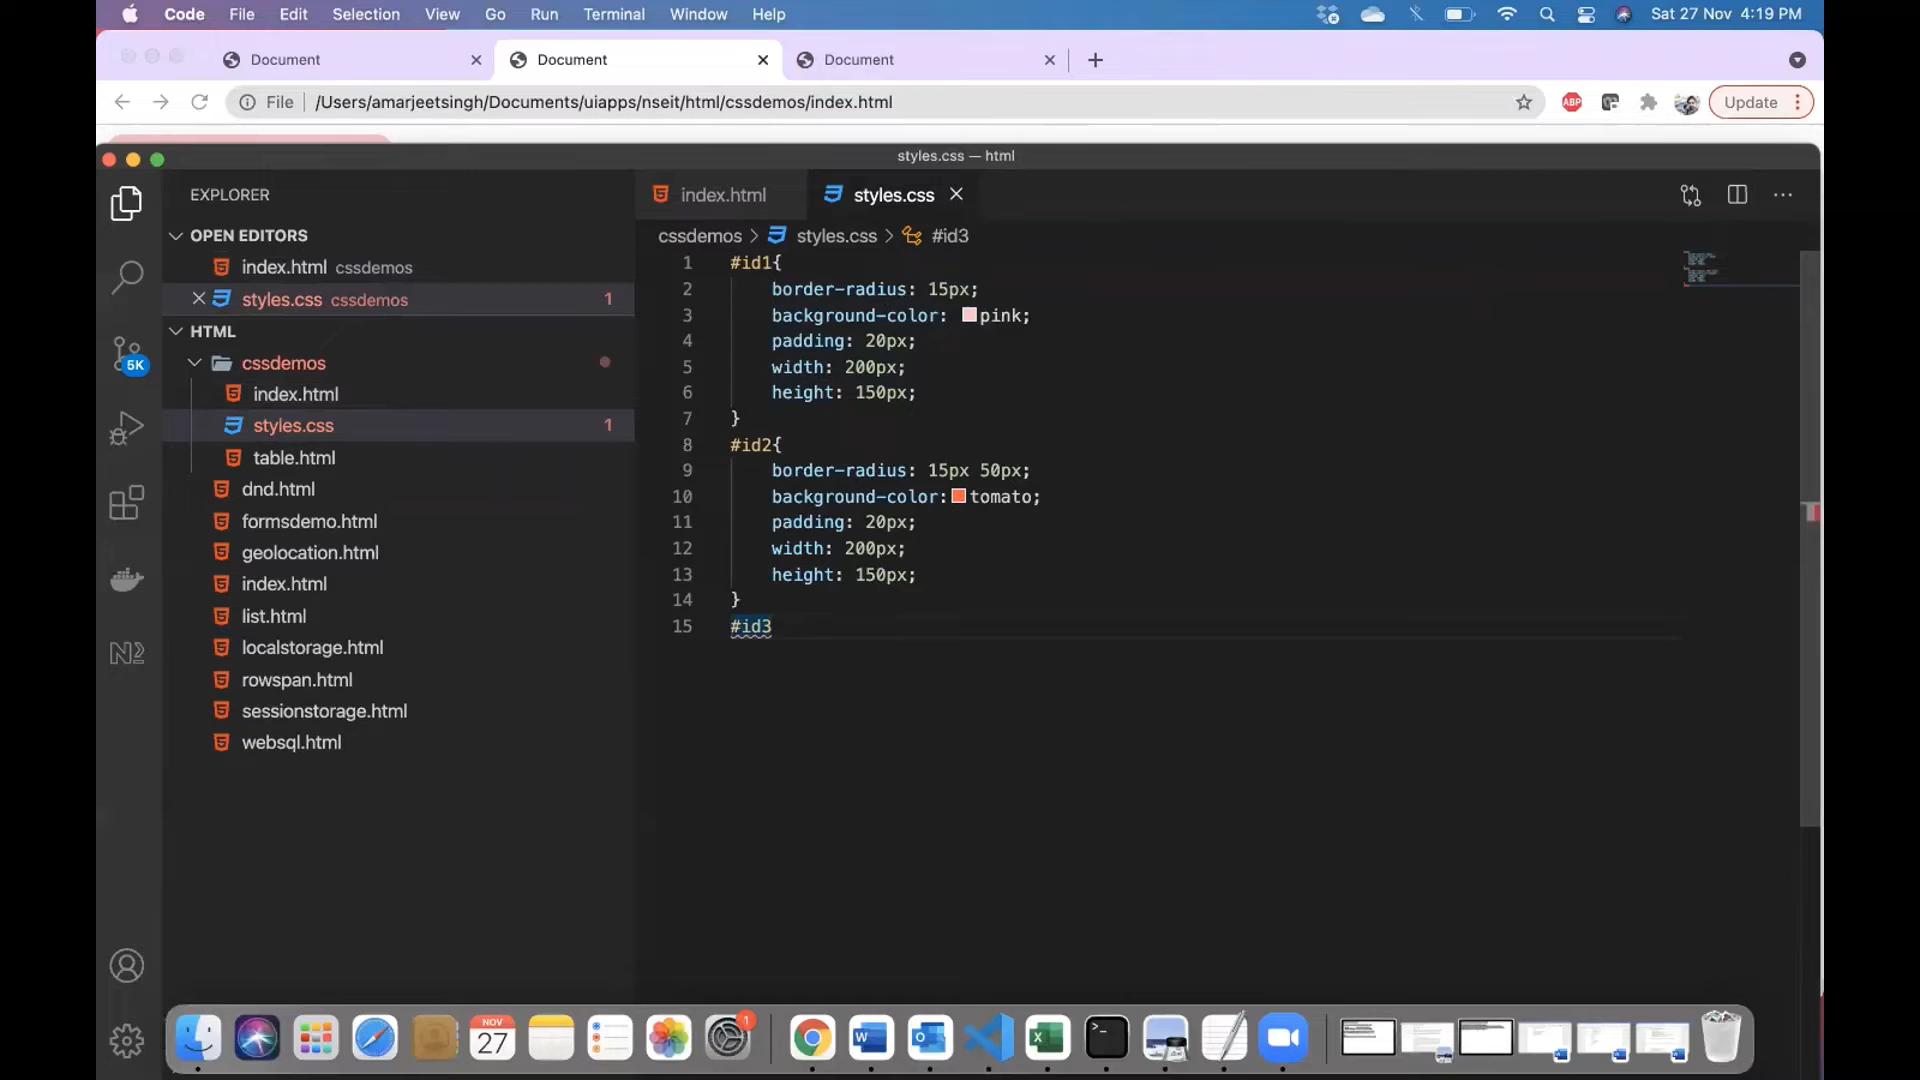 Code File Edit Selection View Go Run Terminal Window Help Sat 27 Nov 4:19 PM
Document Document Document
File /Users/amarjeetsingh/Documents/uiapps/nseit/html/cssdemos/index.html ABP Update
styles.css — html
EXPLORER
index.html styles.css
OPEN EDITORS
index.html cssdemos
styles.css cssdemos 1
HTML
cssdemos
index.html
styles.css 1
table.html
dnd.html
formsdemo.html
geolocation.html
index.html
list.html
localstorage.html
rowspan.html
sessionstorage.html
websql.html
5K
cssdemos > styles.css > #id3
1 #id1{
2 border-radius: 15px;
3 background-color: pink;
4 padding: 20px;
5 width: 200px;
6 height: 150px;
7 }
8 #id2{
9 border-radius: 15px 50px;
10 background-color:tomato;
11 padding: 20px;
12 width: 200px;
13 height: 150px;
14 }
15 #id3
NOV
27
1